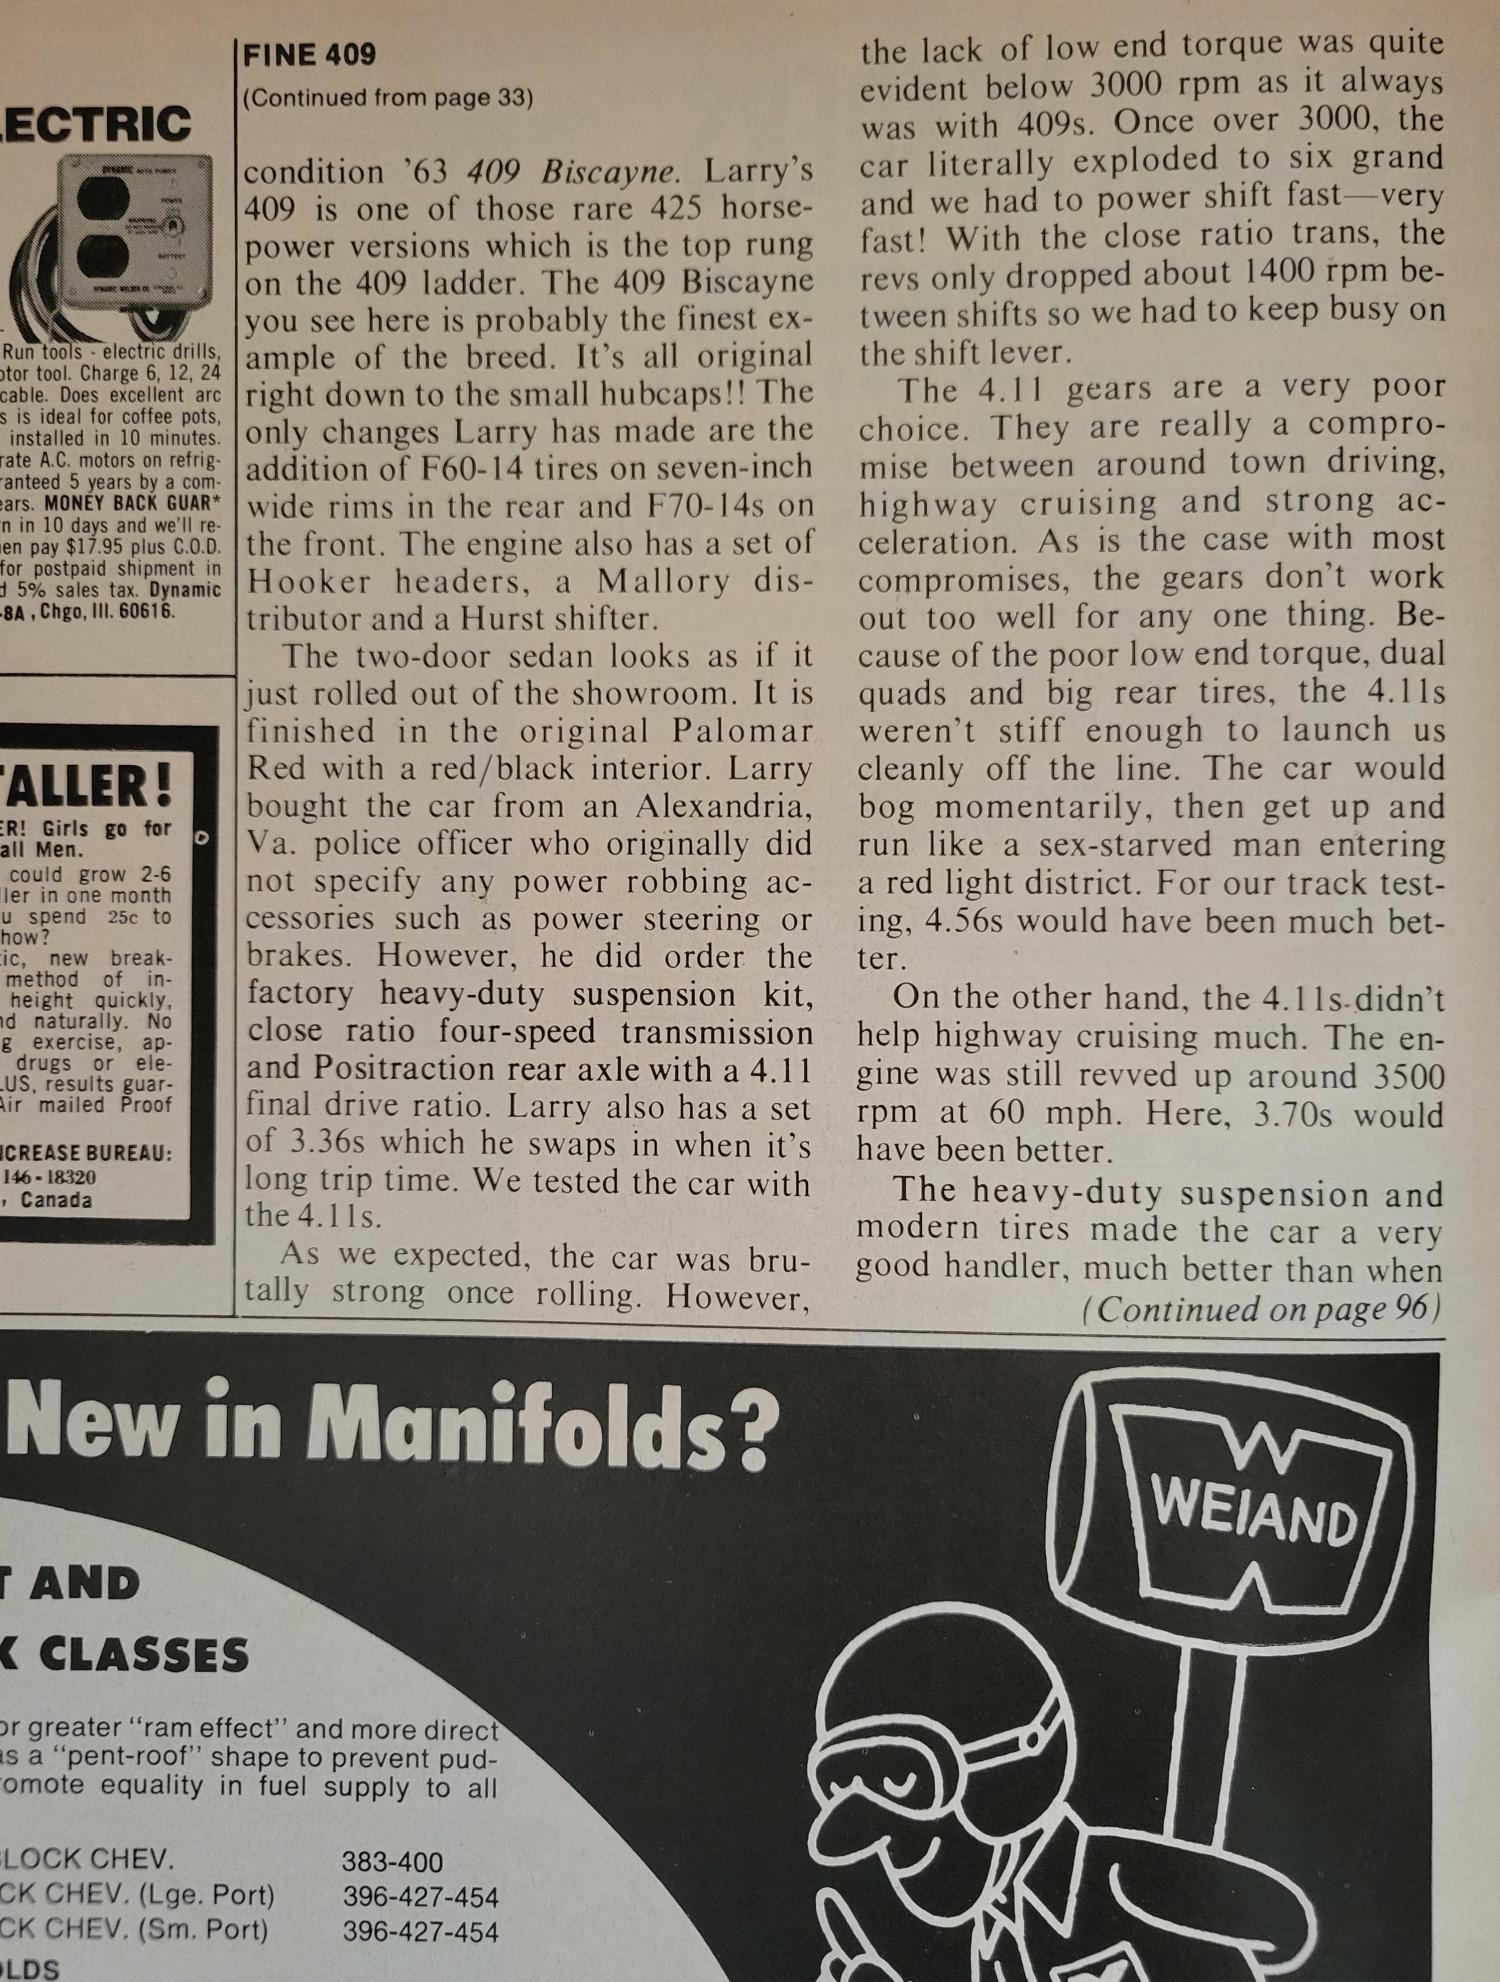 ECTRIC
Run tools - electric drills,
tor tool. Charge 6, 12, 24
cable. Does excellent arc
s is ideal for coffee pots,
installed in 10 minutes.
rate A.C. motors on refrig-
ranteed 5 years by a com-
ears. MONEY BACK GUAR*
n in 10 days and we'll re-
en pay $17.95 plus C.O.D.
for postpaid shipment in
d 5% sales tax. Dynamic
-8A, Chgo, Ill. 60616.
TALLER!
ER! Girls go for
all Men.
could grow 2-6
ller in one month
u spend 25c to
how?
tic, new break-
method of in-
height quickly,
nd naturally. No
g exercise, ap-
drugs or ele-
LUS, results guar-
Air mailed Proof
NCREASE BUREAU:
146-18320
, Canada
FINE 409
(Continued from page 33)
condition '63 409 Biscayne. Larry's
409 is one of those rare 425 horse-
power versions which is the top rung
on the 409 ladder. The 409 Biscayne
you see here is probably the finest ex-
ample of the breed. It's all original
right down to the small hubcaps!! The
only changes Larry has made are the
addition of F60-14 tires on seven-inch
wide rims in the rear and F70-14s on
the front. The engine also has a set of
Hooker headers, a Mallory dis-
tributor and a Hurst shifter.
The two-door sedan looks as if it
just rolled out of the showroom. It is
finished in the original Palomar
Red with a red/black interior. Larry
bought the car from an Alexandria,
Va. police officer who originally did
not specify any power robbing ac-
cessories such as power steering or
brakes. However, he did order the
factory heavy-duty suspension kit,
close ratio four-speed transmission
and Positraction rear axle with a 4.11
final drive ratio. Larry also has a set
of 3.36s which he swaps in when it's
long trip time. We tested the car with
the 4.11s.
As we expected, the car was bru-
tally strong once rolling. However,
the lack of low end torque was quite
evident below 3000 rpm as it always
was with 409s. Once over 3000, the
car literally exploded to six grand
and we had to power shift fast—very
fast! With the close ratio trans, the
revs only dropped about 1400 rpm be-
tween shifts so we had to keep busy on
the shift lever.
The 4.11 gears are a very poor
choice. They are really a compro-
mise between around town driving,
highway cruising and strong ac-
celeration. As is the case with most
compromises, the gears don't work
out too well for any one thing. Be-
cause of the poor low end torque, dual
quads and big rear tires, the 4.11s
weren't stiff enough to launch us
cleanly off the line. The car would
bog momentarily, then get up and
run like a sex-starved man entering
a red light district. For our track test-
ing, 4.56s would have been much bet-
ter.
On the other hand, the 4.11s didn't
help highway cruising much. The en-
gine was still revved up around 3500
rpm at 60 mph. Here, 3.70s would
have been better.
The heavy-duty suspension and
modern tires made the car a very
good handler, much better than when
(Continued on page 96)
New in Manifolds?
WEIAND
T AND
K CLASSES
or greater "ram effect" and more direct
as a "pent-roof" shape to prevent pud-
romote equality in fuel supply to all
LOCK CHEV. 383-400
CK CHEV. (Lge. Port) 396-427-454
CK CHEV. (Sm. Port) 396-427-454
OLDS